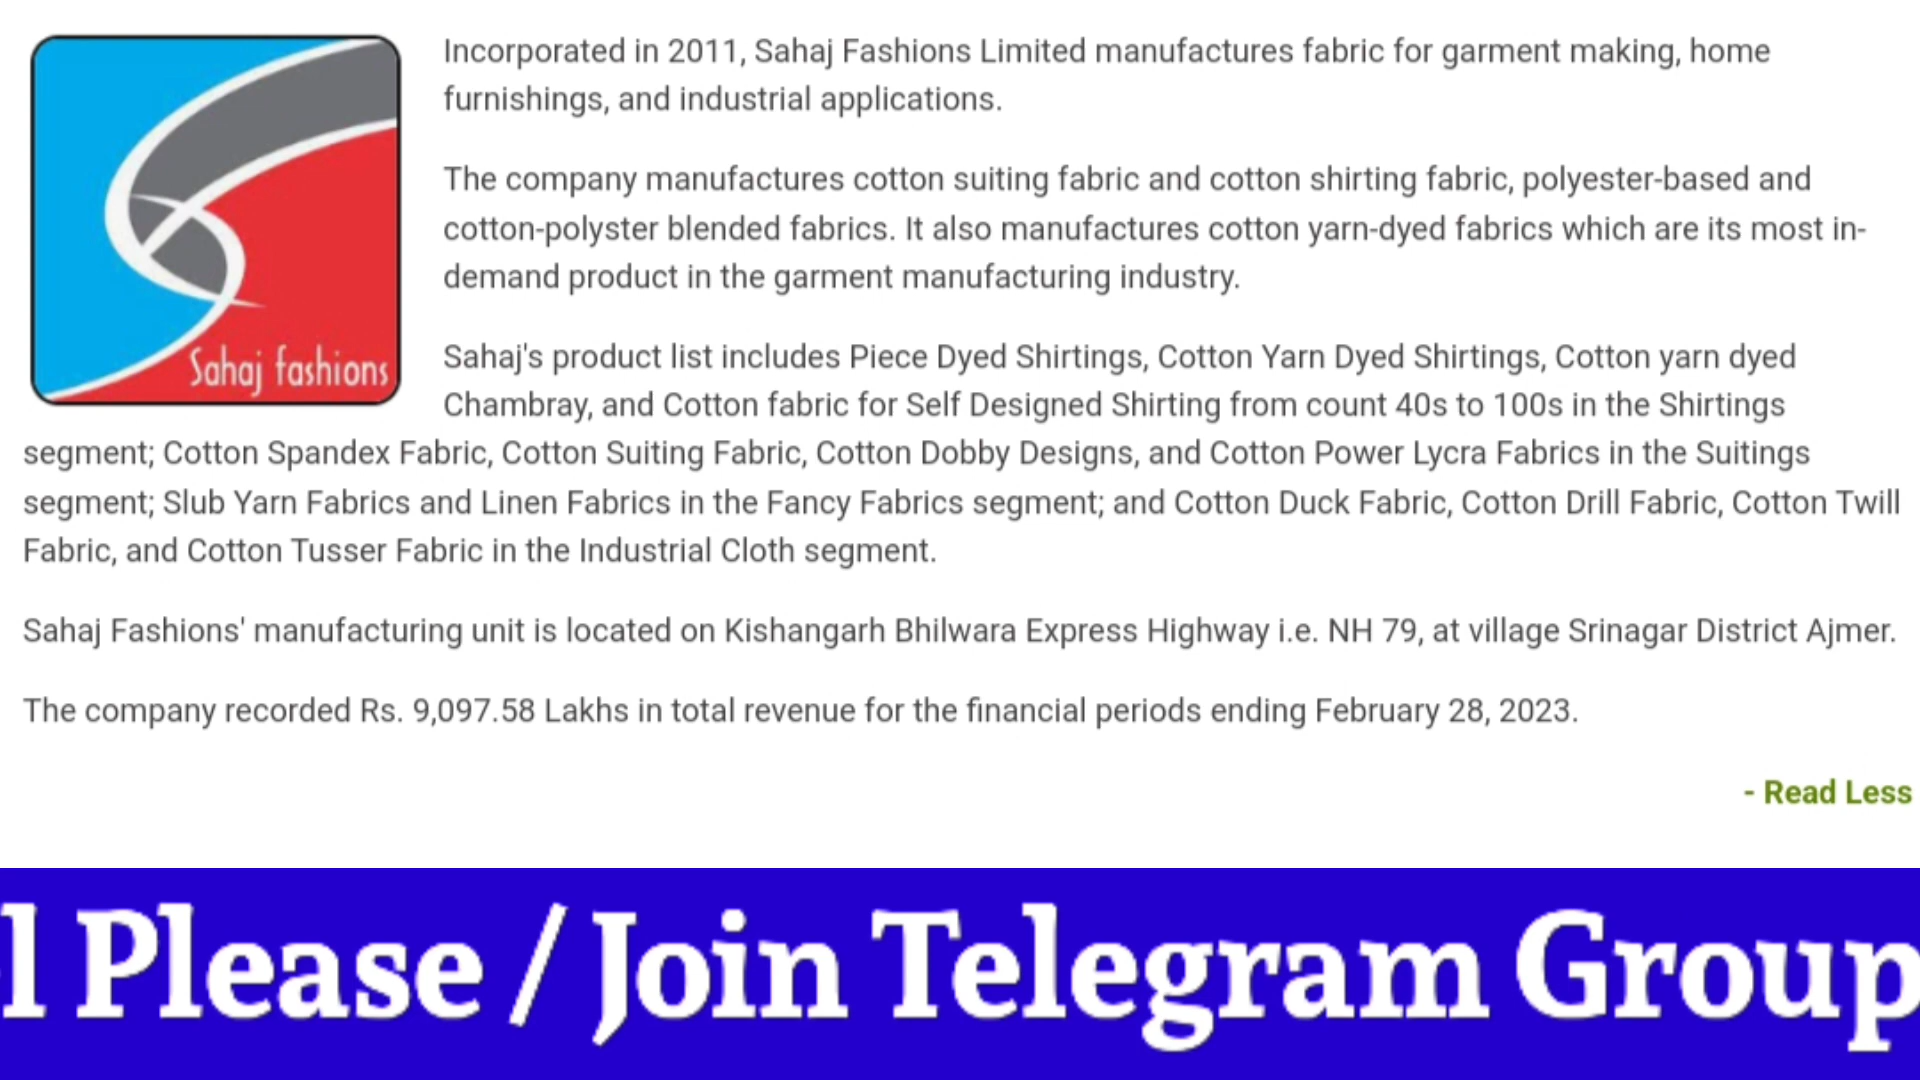 Incorporated in 2011, Sahaj Fashions Limited manufactures fabric for garment making, home
furnishings, and industrial applications.
The company manufactures cotton suiting fabric and cotton shirting fabric, polyester-based and
cotton-polyster blended fabrics. It also manufactures cotton yarn-dyed fabrics which are its most in-
demand product in the garment manufacturing industry.
Sahaj fashions
Sahaj's product list includes Piece Dyed Shirtings, Cotton Yarn Dyed Shirtings, Cotton yarn dyed
Chambray, and Cotton fabric for Self Designed Shirting from count 40s to 100s in the Shirtings
segment; Cotton Spandex Fabric, Cotton Suiting Fabric, Cotton Dobby Designs, and Cotton Power Lycra Fabrics in the Suitings
segment; Slub Yarn Fabrics and Linen Fabrics in the Fancy Fabrics segment; and Cotton Duck Fabric, Cotton Drill Fabric, Cotton Twill
Fabric, and Cotton Tusser Fabric in the Industrial Cloth segment.
Sahaj Fashions' manufacturing unit is located on Kishangarh Bhilwara Express Highway i.e. NH 79, at village Srinagar District Ajmer.
The company recorded Rs. 9,097.58 Lakhs in total revenue for the financial periods ending February 28, 2023.
- Read Less
l Please / Join Telegram Group